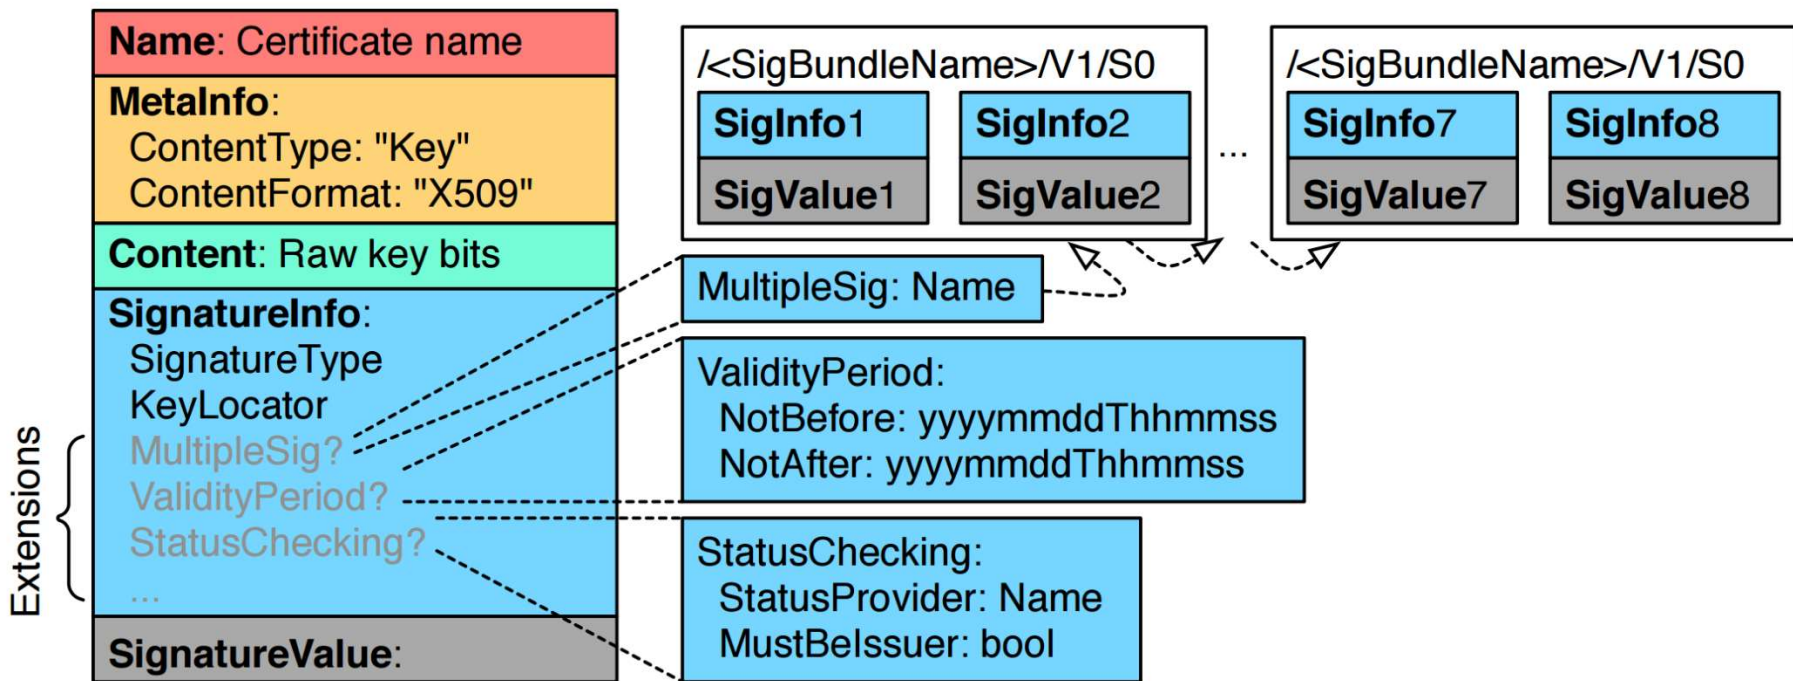 Name: Certificate name
MetaInfo:
ContentType: "Key"
ContentFormat: "X509"
Content: Raw key bits
SignatureInfo:
SignatureType
KeyLocator
Extensions
MultipleSig?
ValidityPeriod?
StatusChecking?
...
SignatureValue:
/<SigBundleName>/V1/S0
SigInfo1 SigInfo2
SigValue1 SigValue2
...
/<SigBundleName>/V1/S0
SigInfo7 SigInfo8
SigValue7 SigValue8
MultipleSig: Name
ValidityPeriod:
NotBefore: yyyymmddThhmmss
NotAfter: yyyymmddThhmmss
StatusChecking:
StatusProvider: Name
MustBeIssuer: bool